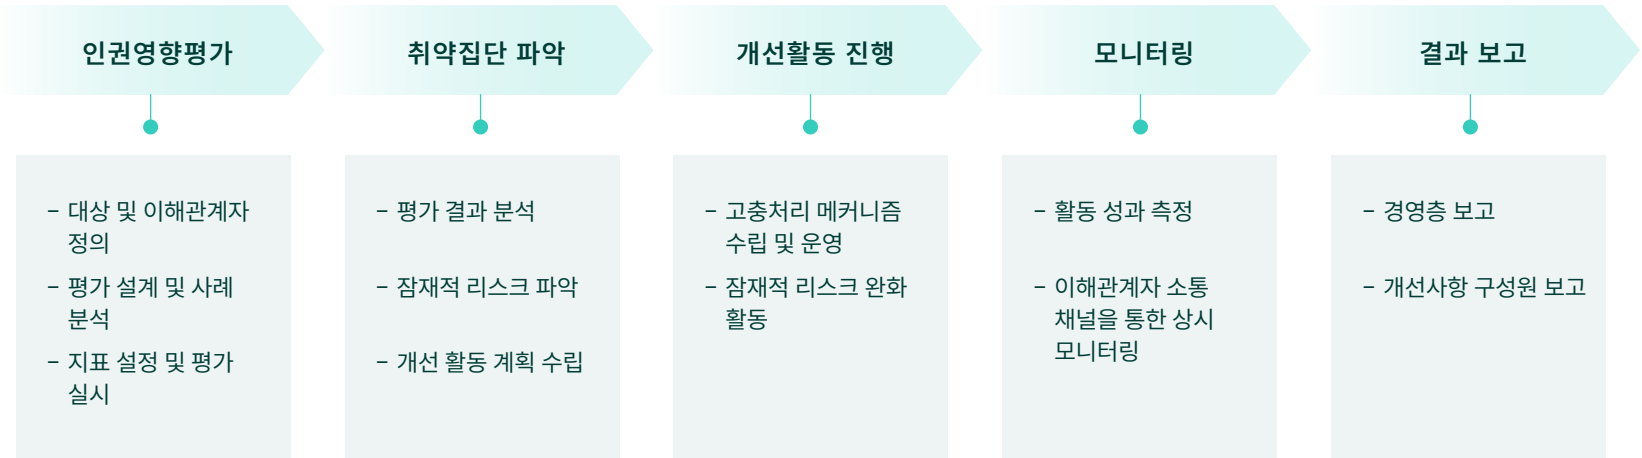 인권영향평가
취약집단 파악
개선활동 진행
모니터링
결과 보고
– 대상 및 이해관계자
정의
– 평가 설계 및 사례
분석
– 지표 설정 및 평가
실시
– 평가 결과 분석
– 잠재적 리스크 파악
– 개선 활동 계획 수립
– 고충처리 메커니즘
수립 및 운영
– 잠재적 리스크 완화
활동
– 활동 성과 측정
– 이해관계자 소통
채널을 통한 상시
모니터링
– 경영층 보고
– 개선사항 구성원 보고